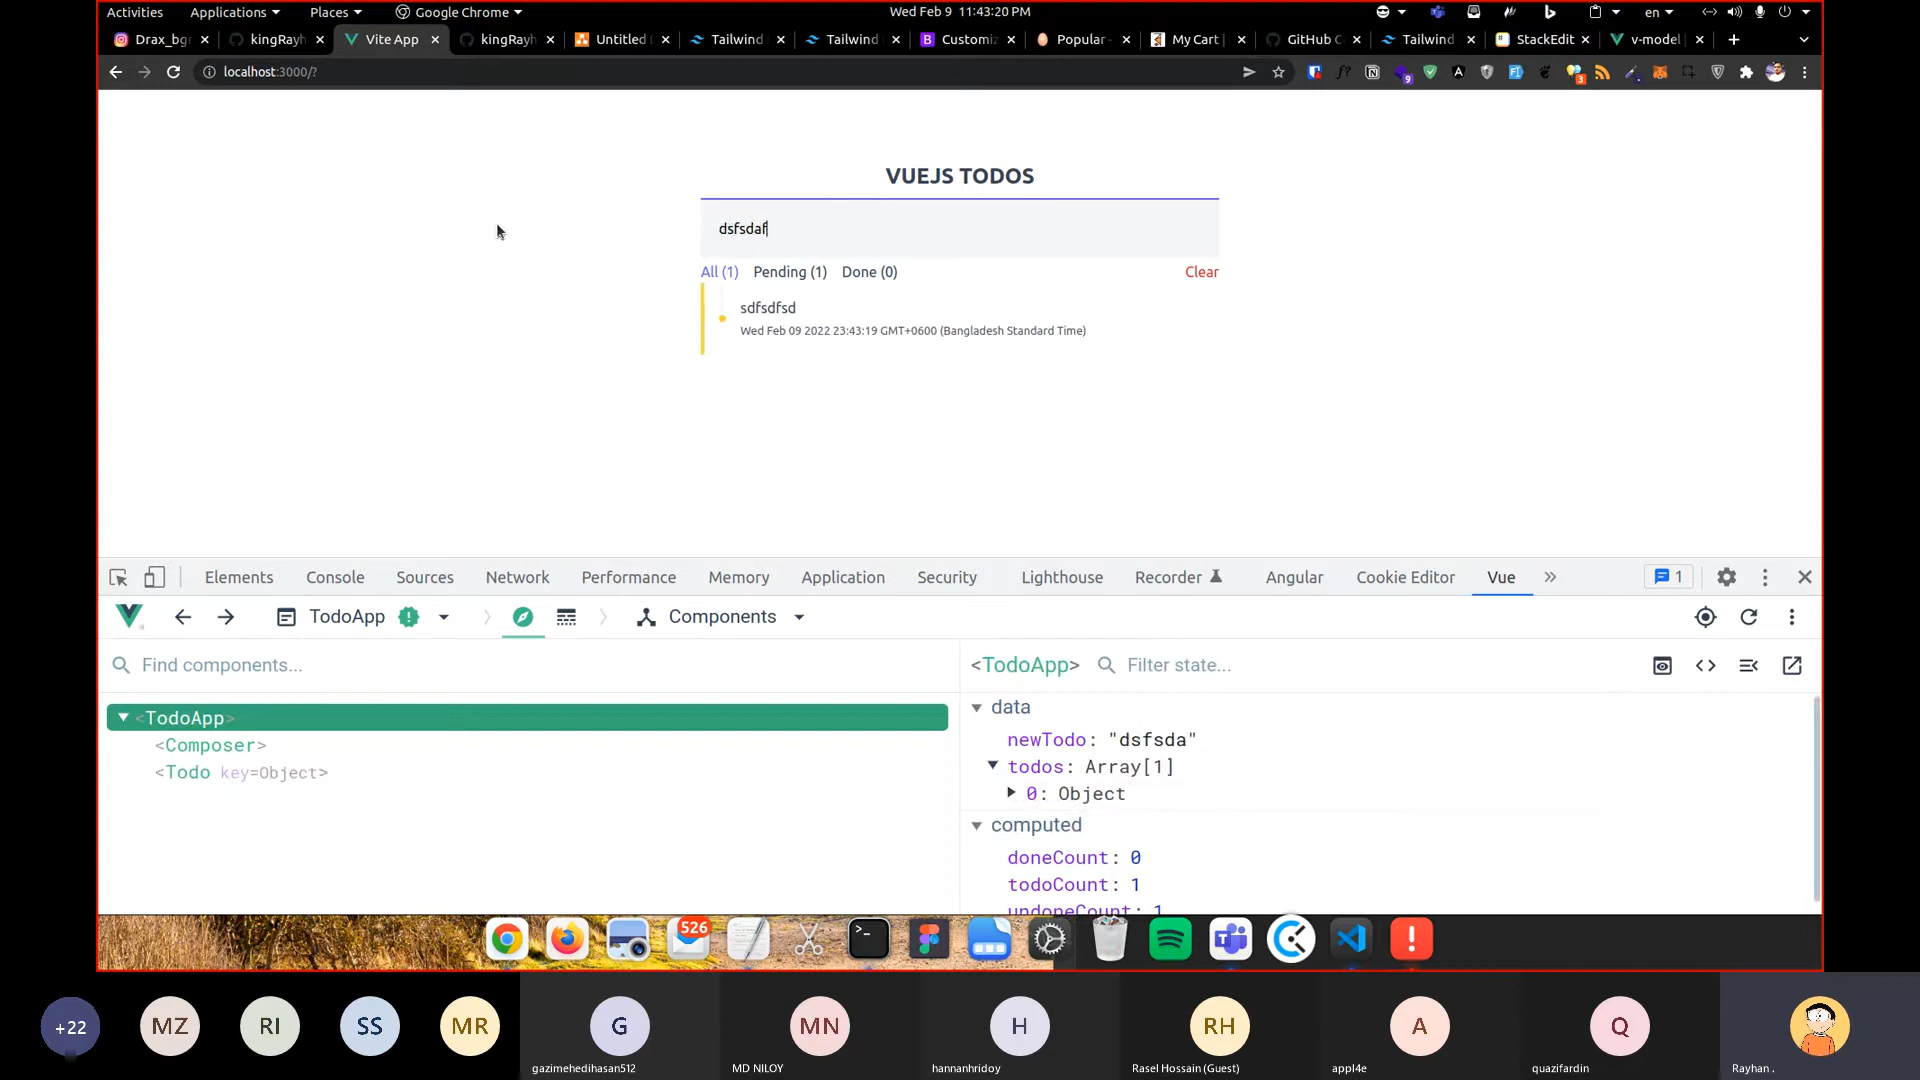 Activities Applications Places Google Chrome Wed Feb 9 11:43:20 PM en
Drax_bg kingRayh Vite App kingRayh Untitled Tailwind Tailwind Customiz Popular My Cart GitHub C Tailwind StackEdit v-model
localhost:3000/?
9 3
VUEJS TODOS
dsfsdaf
All (1) Pending (1) Done (0) Clear
sdfsdfsd
Wed Feb 09 2022 23:43:19 GMT+0600 (Bangladesh Standard Time)
Elements Console Sources Network Performance Memory Application Security Lighthouse Recorder Angular Cookie Editor Vue 1
TodoApp Components
Find components... <TodoApp> Filter state...
<TodoApp>
<Composer>
<Todo key=Object>
data
newTodo: "dsfsda"
todos: Array[1]
0: Object
computed
doneCount: 0
todoCount: 1
undoneCount: 1
526
+22 MZ RI SS MR G MN H RH A Q
gazimehedihasan512 MD NILOY hannanhridoy Rasel Hossain (Guest) appl4e quazifardin Rayhan .